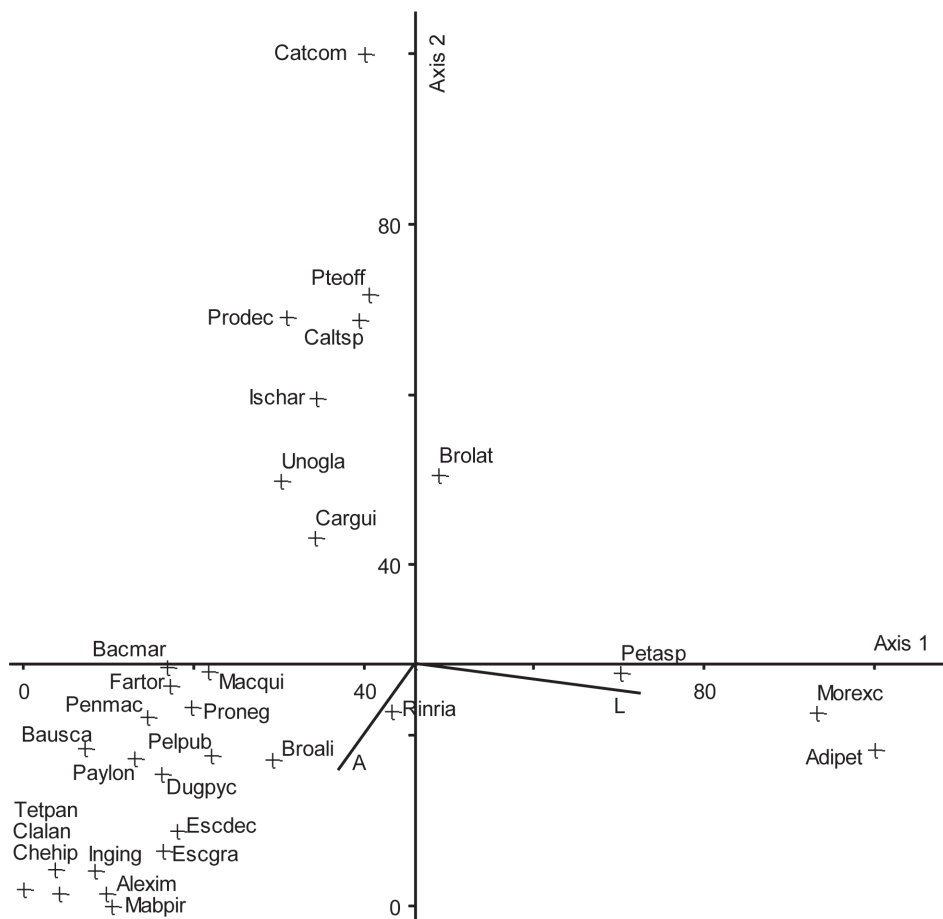 Catcom
Axis 2
80
Pteoff
Prodec
Caltsp
Ischar
Unogla
Brolat
Cargui
40
Axis 1
Bacmar
Petasp
0
Fartor
Macqui
40
80
Morexc
Penmac
Proneg
Rinria
L
Bausca
Pelpub
Broali
A
Adipet
Paylon
Dugpyc
Tetpan
Clalan
Escdec
Chehip
Inging
Escgra
Alexim
Mabpir
0